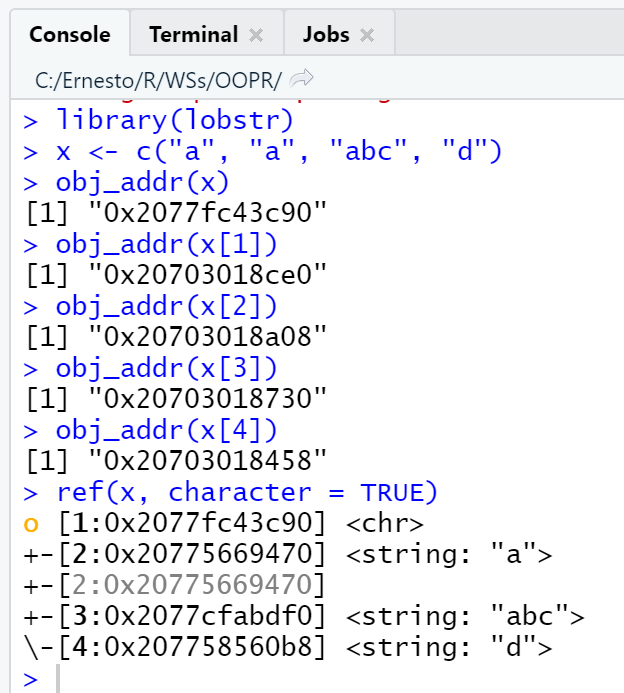 Console Terminal Jobs
C:/Ernesto/R/WSs/OOPR/
> library(lobstr)
> x <- c("a", "a", "abc", "d")
> obj_addr(x)
[1] "0x2077fc43c90"
> obj_addr(x[1])
[1] "0x20703018ce0"
> obj_addr(x[2])
[1] "0x20703018a08"
> obj_addr(x[3])
[1] "0x20703018730"
> obj_addr(x[4])
[1] "0x20703018458"
> ref(x, character = TRUE)
o [1:0x2077fc43c90] <chr>
+-[2:0x20775669470] <string: "a">
+-[2:0x20775669470]
+-[3:0x2077cfabdf0] <string: "abc">
\-[4:0x207758560b8] <string: "d">
>